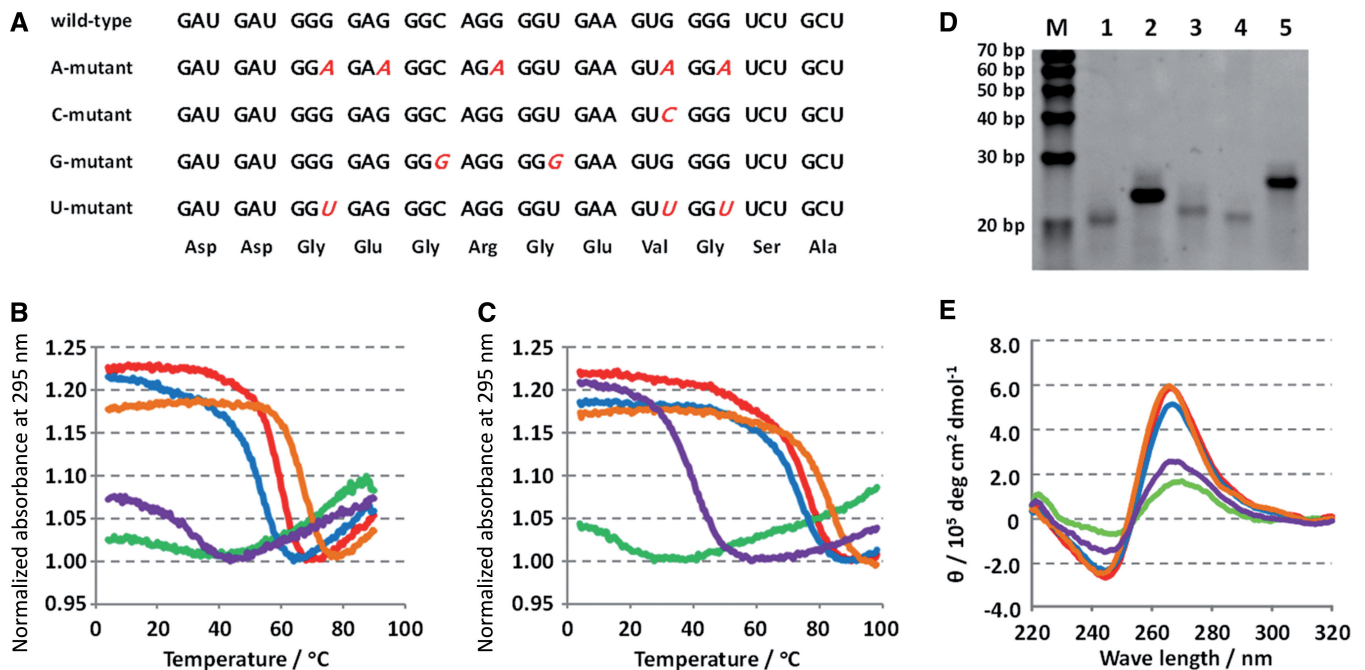 A
wild-type GAU GAU GGG GAG GGC AGG GGU GAA GUG GGG UCU GCU
A-mutant GAU GAU GGA GAA GGC AGA GGU GAA GUA GGA UCU GCU
C-mutant GAU GAU GGG GAG GGC AGG GGU GAA GUC GGG UCU GCU
G-mutant GAU GAU GGG GAG GGG AGG GGG GAA GUG GGG UCU GCU
U-mutant GAU GAU GGU GAG GGC AGG GGU GAA GUU GGU UCU GCU
Asp Asp Gly Glu Gly Arg Gly Glu Val Gly Ser Ala
D
M 1 2 3 4 5
70 bp
60 bp
50 bp
40 bp
30 bp
20 bp
B
Normalized absorbance at 295 nm
1.25
1.20
1.15
1.10
1.05
1.00
0.95
0 20 40 60 80 100
Temperature / °C
C
Normalized absorbance at 295 nm
1.25
1.20
1.15
1.10
1.05
1.00
0.95
0 20 40 60 80 100
Temperature / °C
E
θ / 10⁵ deg cm² dmol⁻¹
8.0
6.0
4.0
2.0
0
-2.0
-4.0
220 240 260 280 300 320
Wave length / nm